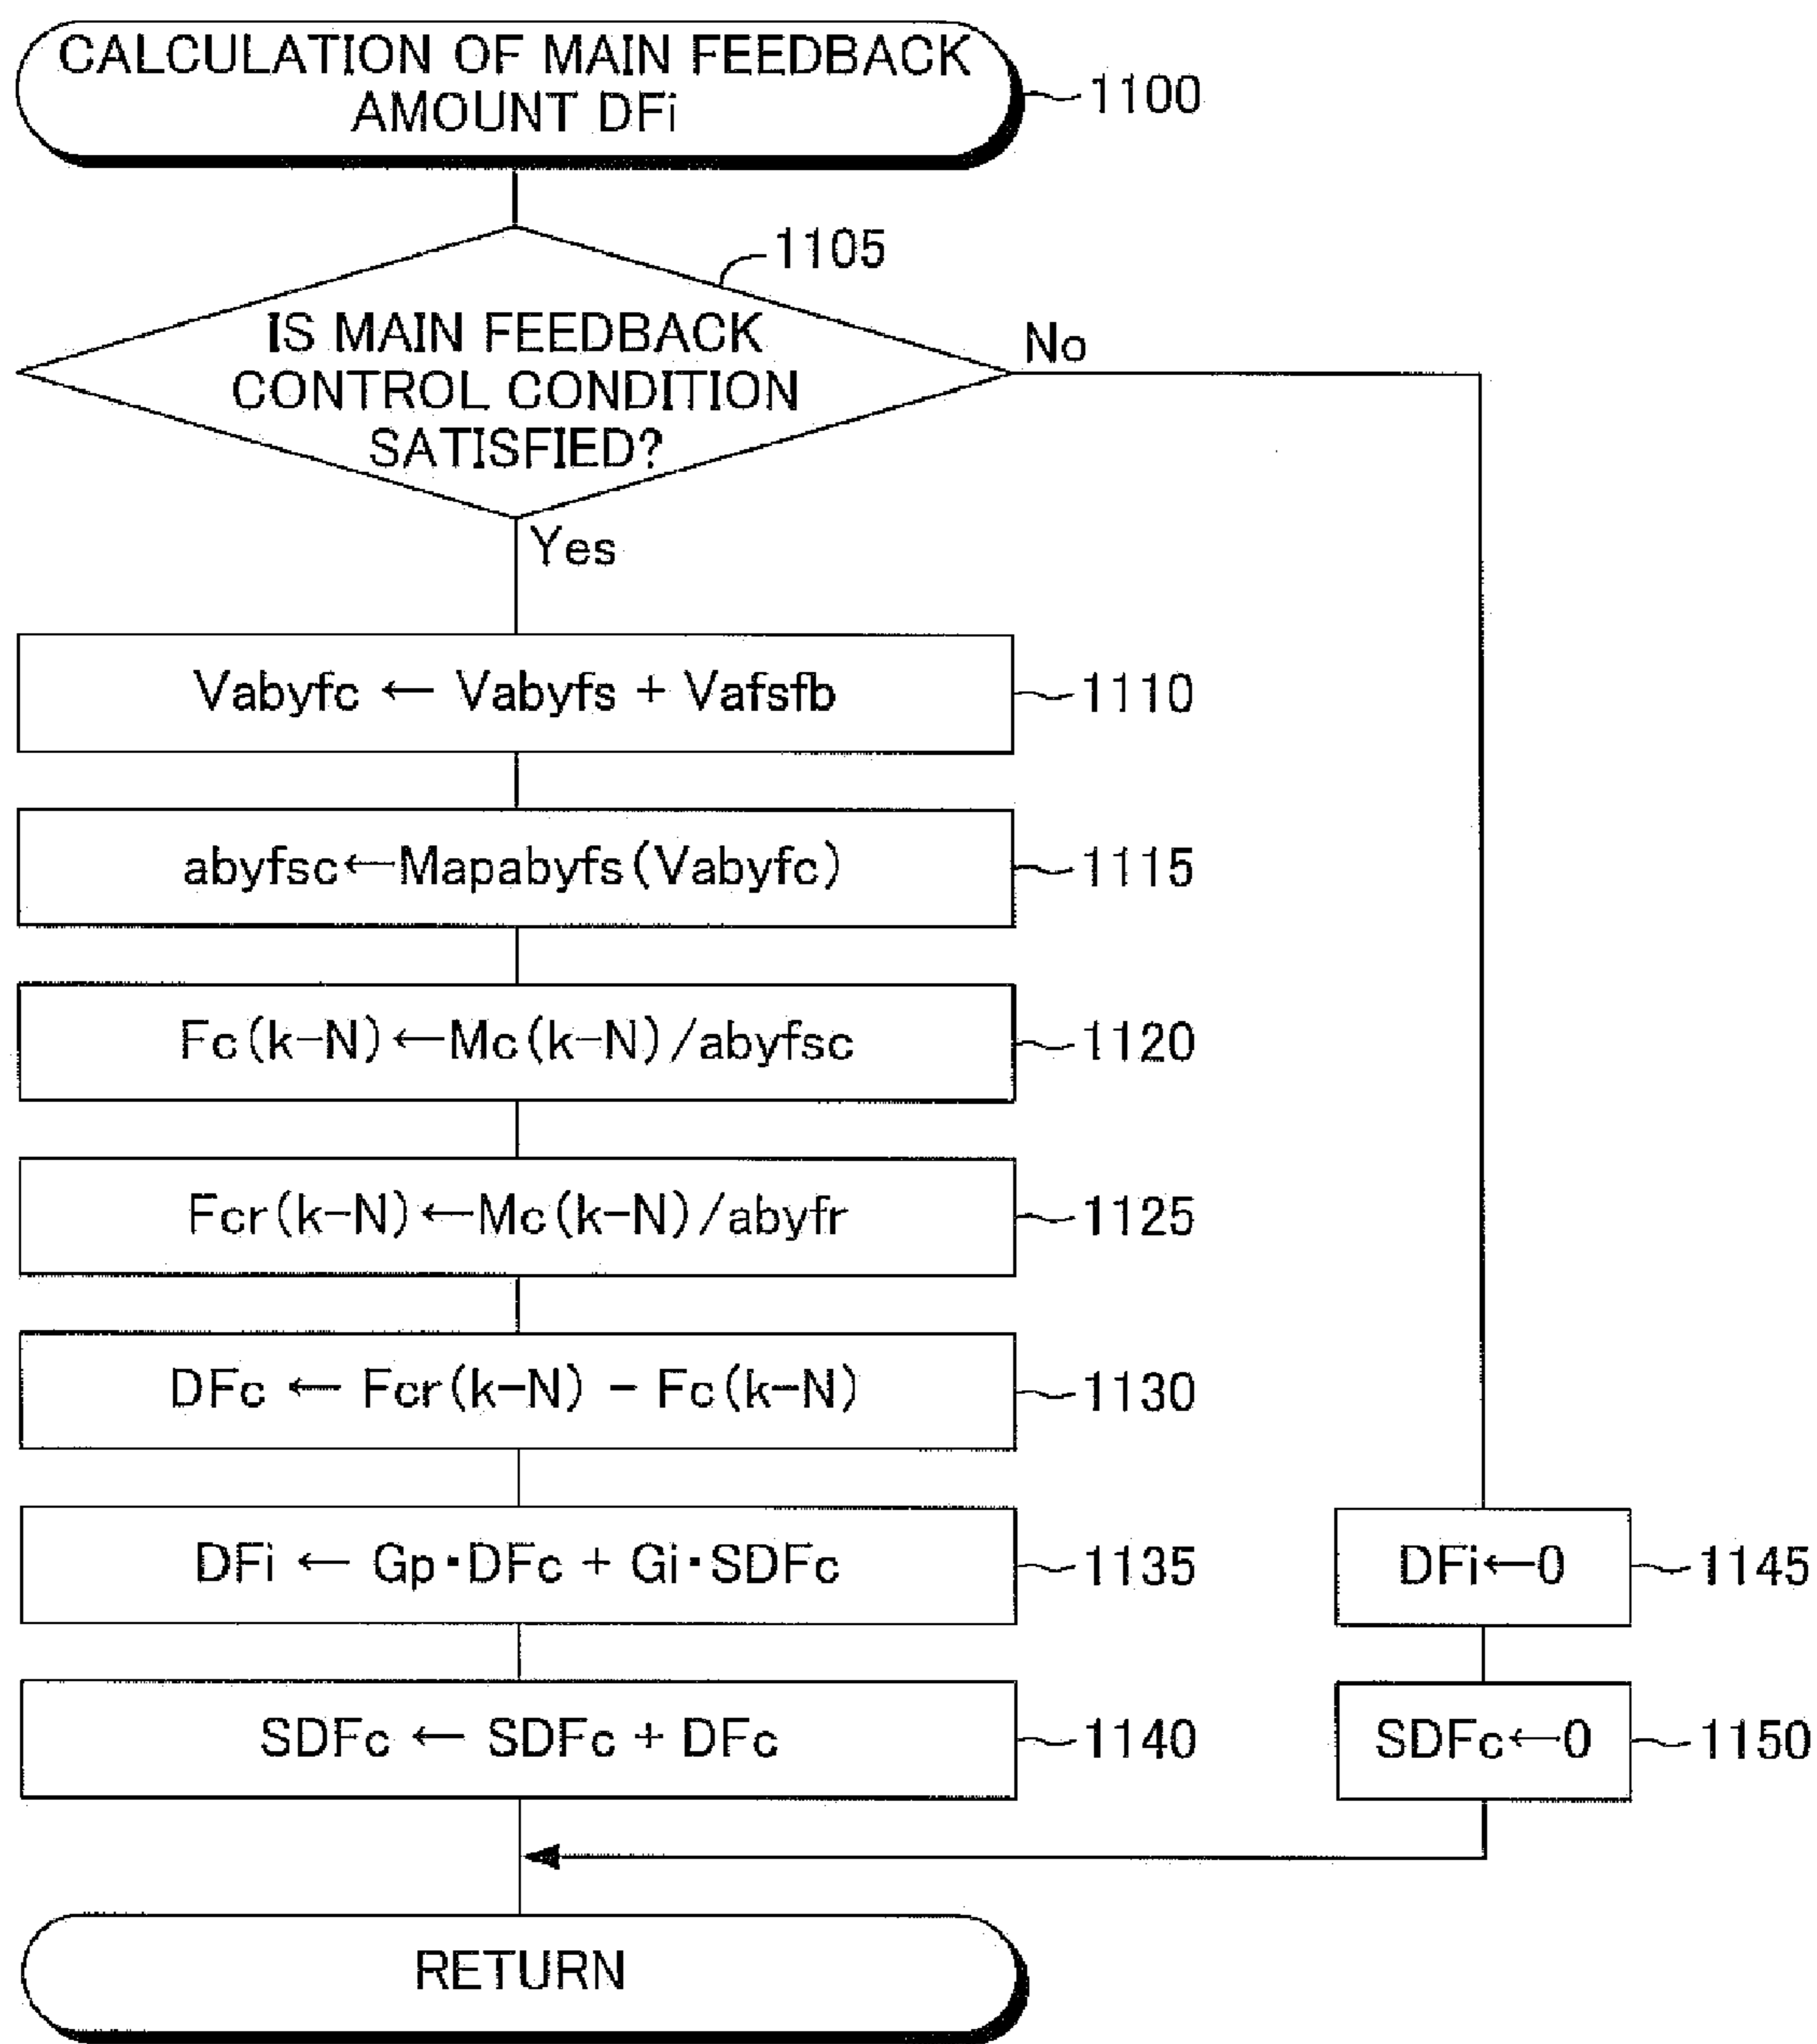 CALCULATION OF MAIN FEEDBACK
AMOUNT DFi
1100
1105
IS MAIN FEEDBACK
CONTROL CONDITION
SATISFIED?
No
Yes
Vabyfc ← Vabyfs + Vafsfb
1110
abyfsc←Mapabyfs(Vabyfc)
1115
Fc(k-N)←Mc(k-N)/abyfsc
1120
Fcr(k-N)←Mc(k-N)/abyfr
1125
DFc ← Fcr(k-N) - Fc(k-N)
1130
DFi ← Gp·DFc + Gi·SDFc
1135
DFi←0
1145
SDFc ← SDFc + DFc
1140
SDFc←0
1150
RETURN